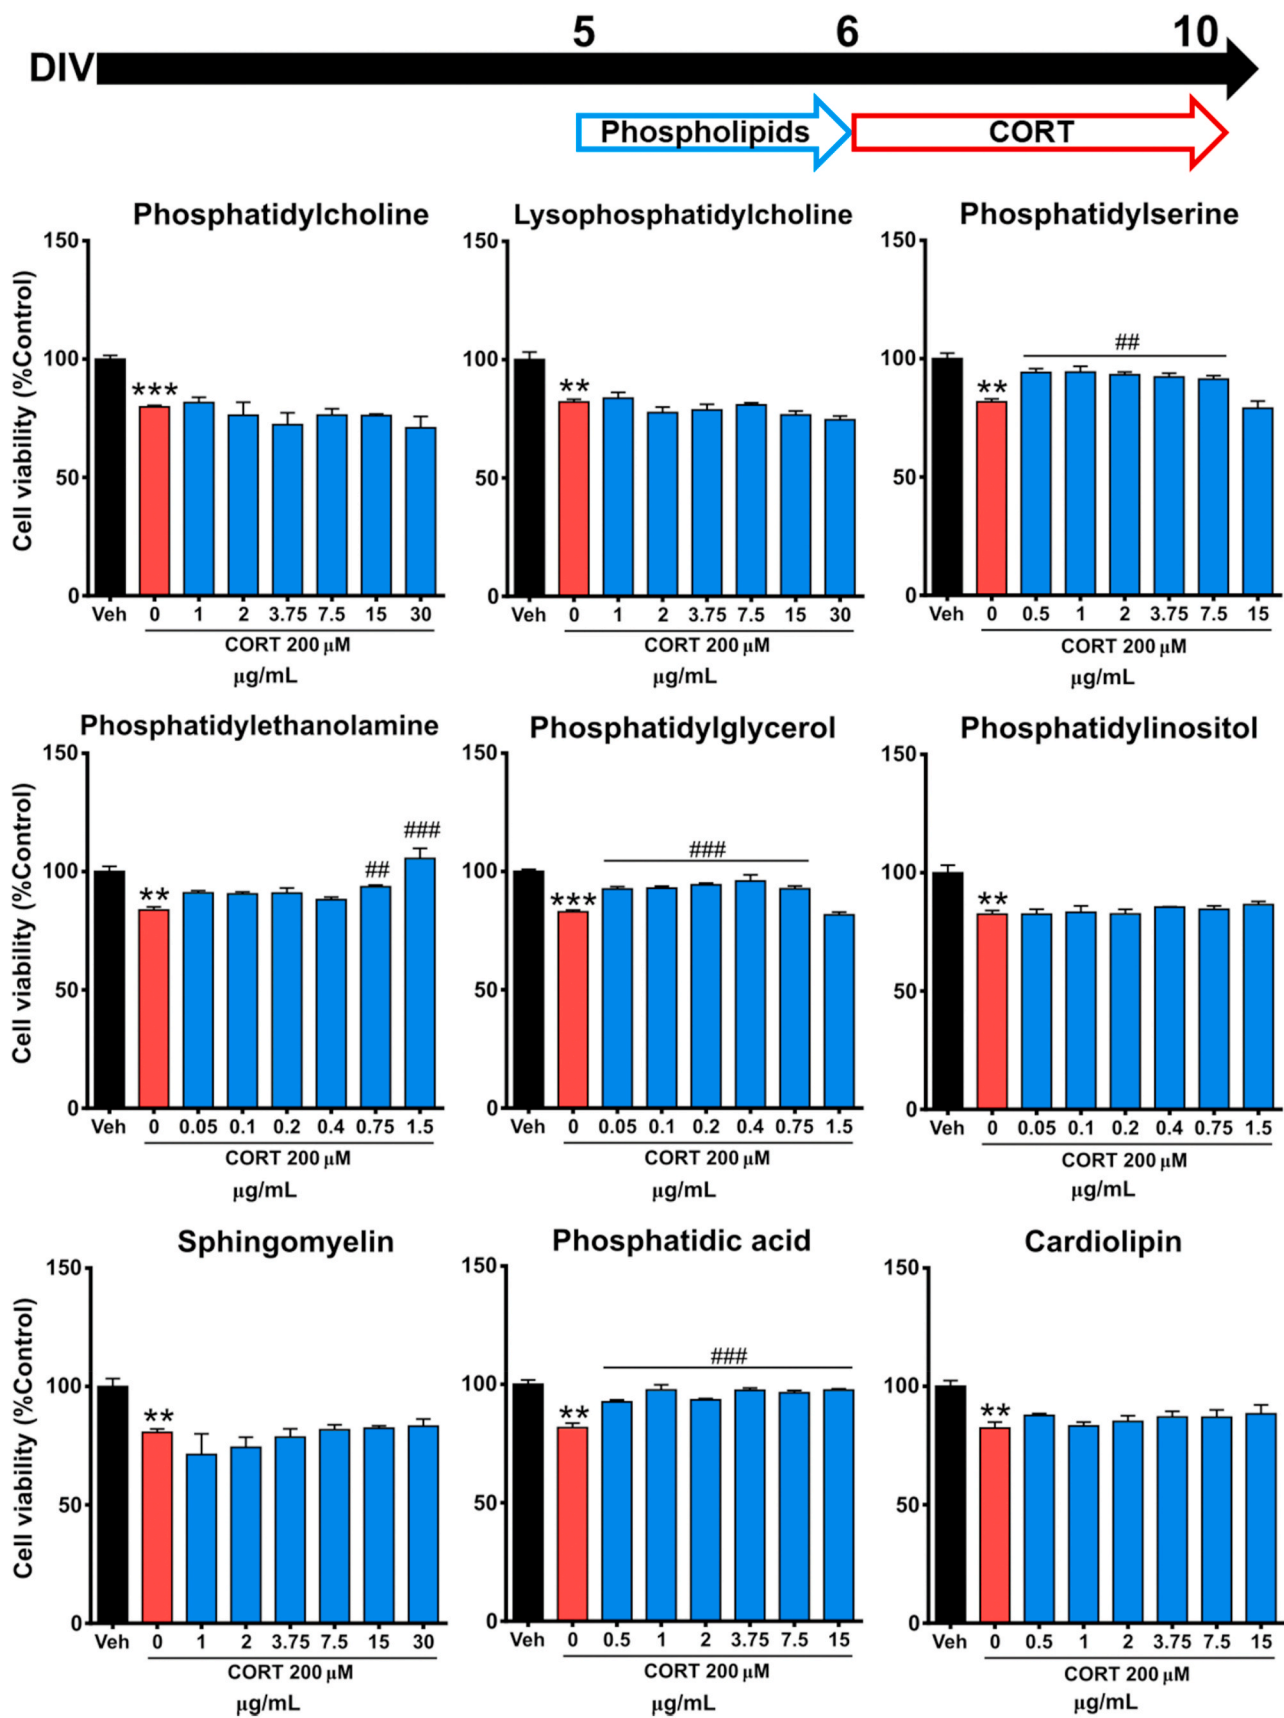 5 6 10
DIV
Phospholipids CORT
Phosphatidylcholine
150
100
50
0
Cell viability (%Control)
***
Veh 0 1 2 3.75 7.5 15 30
CORT 200 µM
µg/mL
Lysophosphatidylcholine
150
100
50
0
**
Veh 0 1 2 3.75 7.5 15 30
CORT 200 µM
µg/mL
Phosphatidylserine
150
100
50
0
**
##
Veh 0 0.5 1 2 3.75 7.5 15
CORT 200 µM
µg/mL
Phosphatidylethanolamine
150
100
50
0
Cell viability (%Control)
**
##
###
Veh 0 0.05 0.1 0.2 0.4 0.75 1.5
CORT 200 µM
µg/mL
Phosphatidylglycerol
150
100
50
0
***
###
Veh 0 0.05 0.1 0.2 0.4 0.75 1.5
CORT 200 µM
µg/mL
Phosphatidylinositol
150
100
50
0
**
Veh 0 0.05 0.1 0.2 0.4 0.75 1.5
CORT 200 µM
µg/mL
Sphingomyelin
150
100
50
0
Cell viability (%Control)
**
Veh 0 1 2 3.75 7.5 15 30
CORT 200 µM
µg/mL
Phosphatidic acid
150
100
50
0
**
###
Veh 0 0.5 1 2 3.75 7.5 15
CORT 200 µM
µg/mL
Cardiolipin
150
100
50
0
**
Veh 0 0.5 1 2 3.75 7.5 15
CORT 200 µM
µg/mL